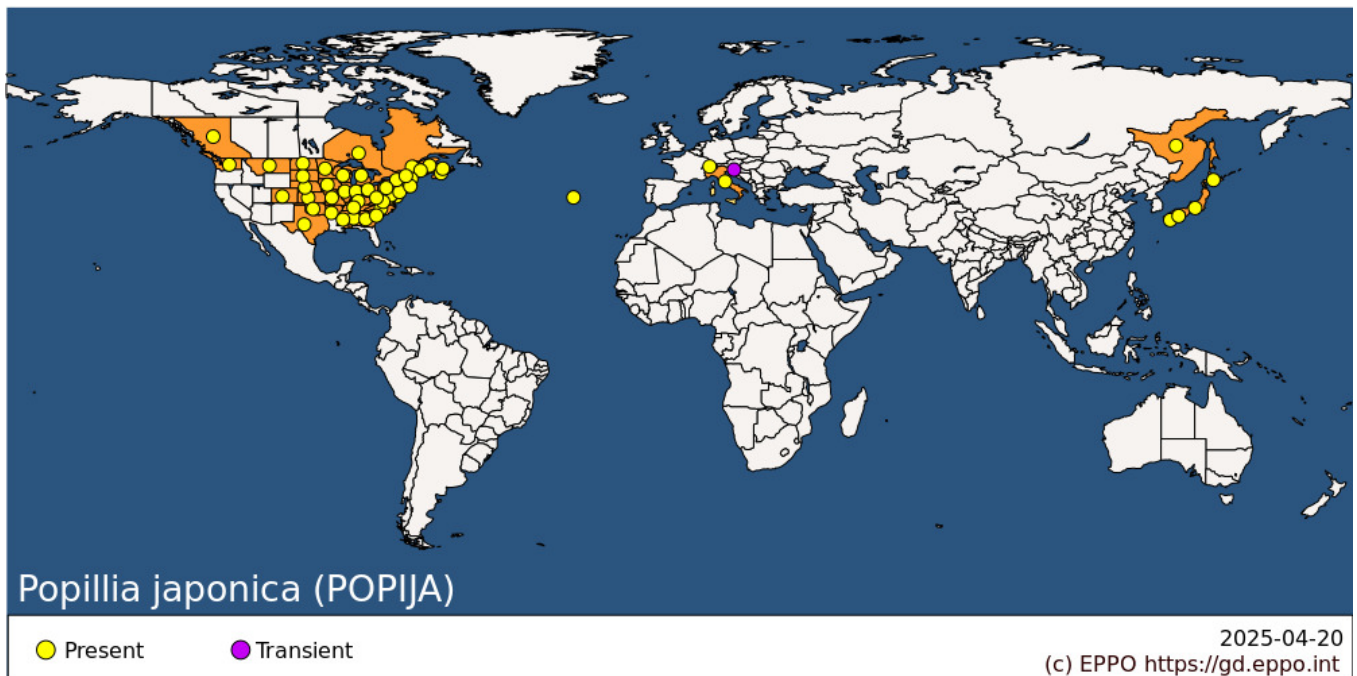 Popillia japonica (POPIJA)
Present
Transient
2025-04-20
(c) EPPO https://gd.eppo.int